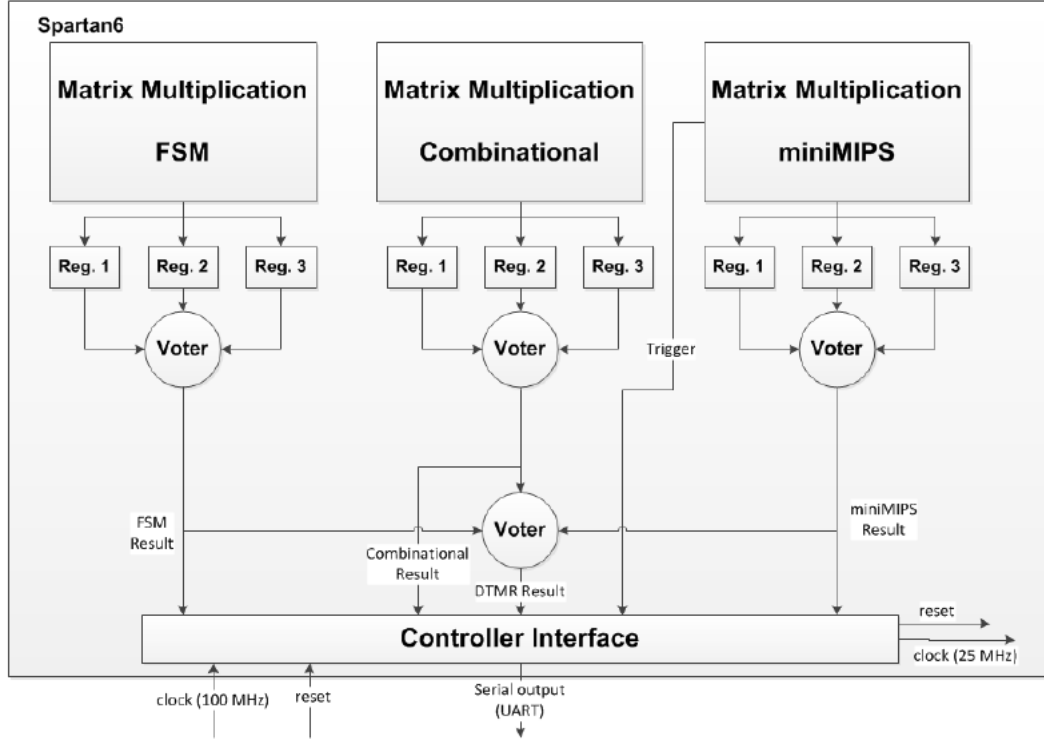 Spartan6
Matrix Multiplication
FSM
Matrix Multiplication
Combinational
Matrix Multiplication
miniMIPS
Reg. 1
Reg. 2
Reg. 3
Reg. 1
Reg. 2
Reg. 3
Reg. 1
Reg. 2
Reg. 3
Voter
Voter
Trigger
Voter
FSM
Result
Voter
miniMIPS
Result
Combinational
Result
DTMR Result
Controller Interface
reset
clock (25 MHz)
clock (100 MHz)
reset
Serial output
(UART)